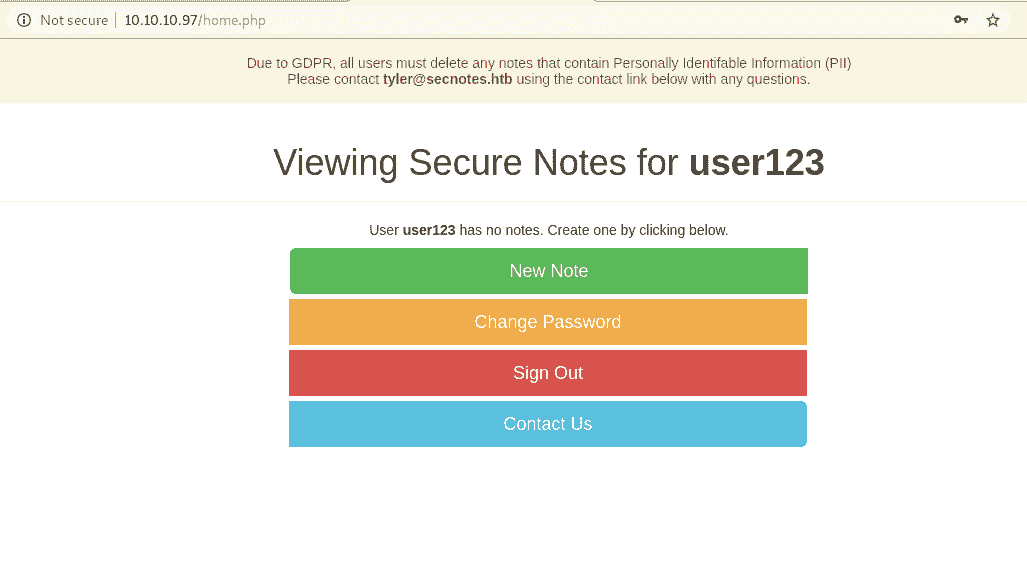 Not secure 10.10.10.97/home.php
Due to GDPR, all users must delete any notes that contain Personally Identifable Information (PII)
Please contact tyler@secnotes.htb using the contact link below with any questions.
Viewing Secure Notes for user123
User user123 has no notes. Create one by clicking below.
New Note
Change Password
Sign Out
Contact Us